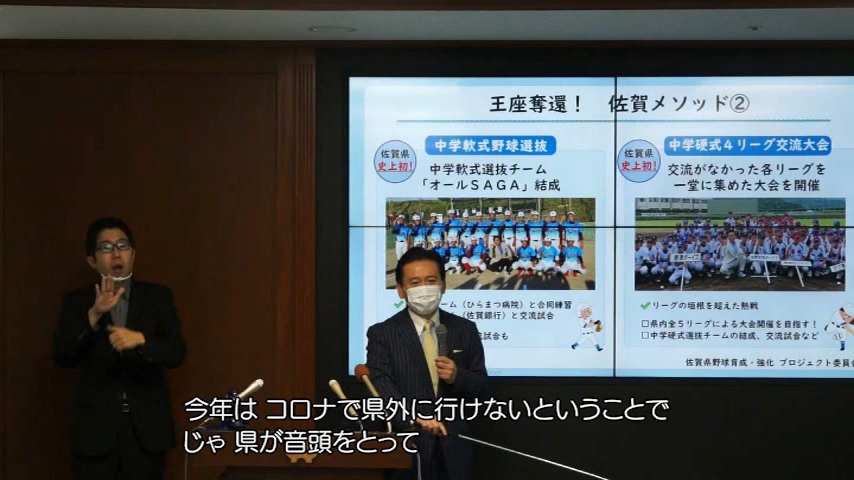 王座奪還！ 佐賀メソッド②
佐賀県
史上初！
中学軟式野球選抜
中学軟式選抜チーム
「オールＳＡＧＡ」結成
ーム（ひらまつ病院）と合同練習
（佐賀銀行）と交流試合
試合も
佐賀県
史上初！
中学硬式４リーグ交流大会
交流がなかった各リーグを
一堂に集めた大会を開催
✓リーグの垣根を超えた熱戦
□県内全５リーグによる大会開催を目指す！
□中学硬式選抜チームの結成、交流試合など
佐賀県野球育成・強化 プロジェクト委員会
今年は コロナで県外に行けないということで
じゃ 県が音頭をとって